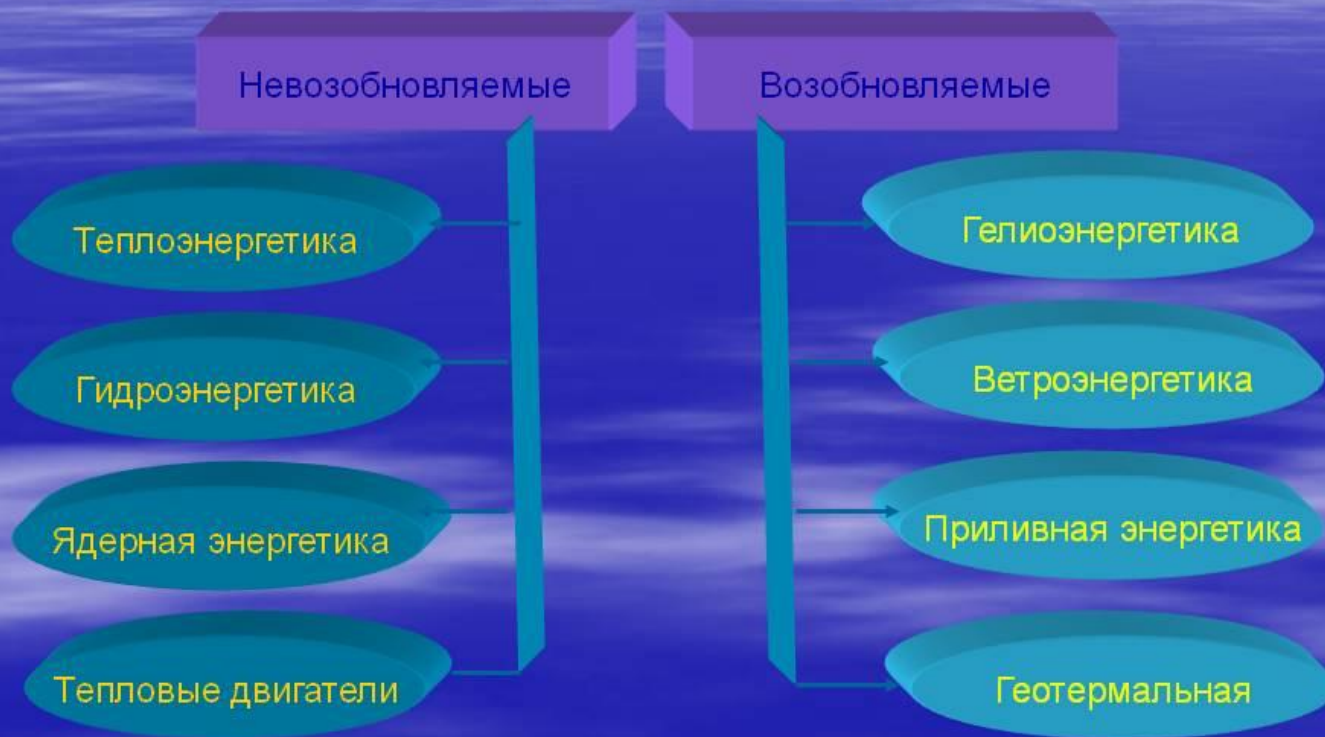 Невозобновляемые
Теплоэнергетика
Гидроэнергетика
Ядерная энергетика
Тепловые двигатели
Возобновляемые
Гелиоэнергетика
Ветроэнергетика
Приливная энергетика
Геотермальная